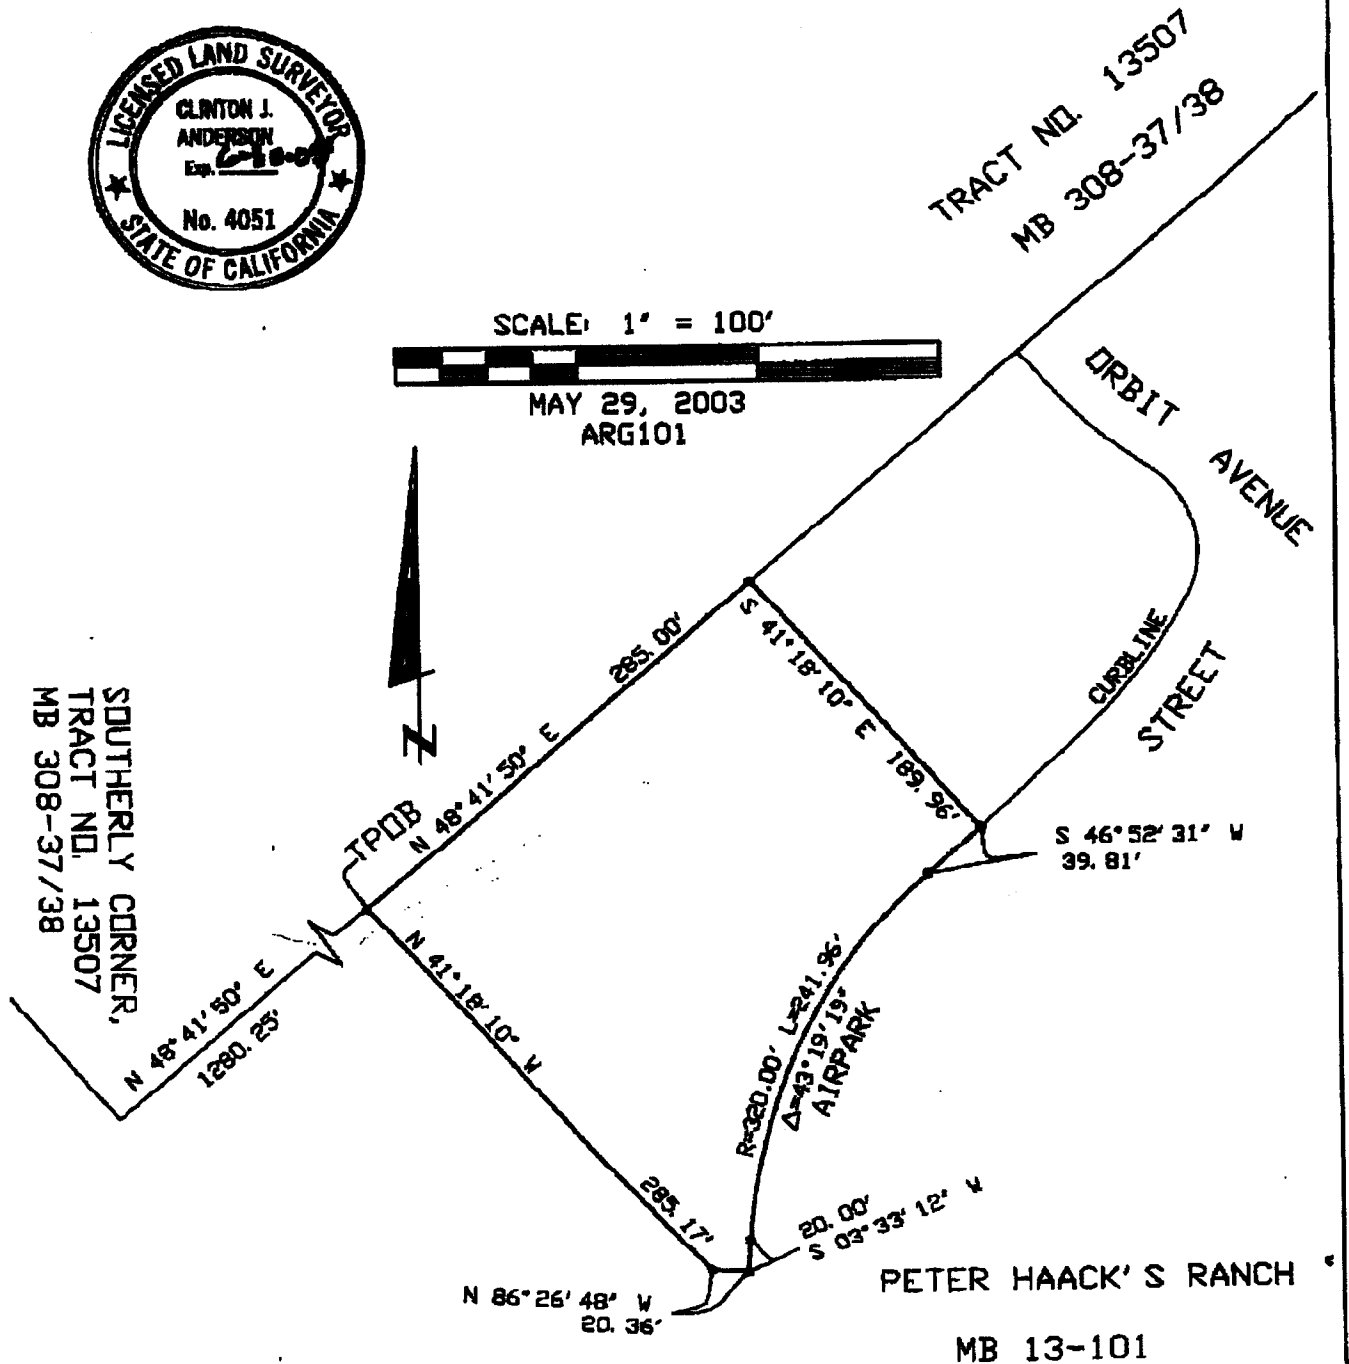 LICENSED LAND SURVEYOR
CLINTON J.
ANDERSON
Exp.
No. 4051
STATE OF CALIFORNIA
TRACT NO. 13507
MB 308-37/38
SCALE: 1" = 100'
MAY 29, 2003
ARG101
ORBIT AVENUE
CURBLINE
STREET
285.00'
N 48°41'50" E
TPOB
S 41°18'10" E 189.96'
S 46°52'31" W
39.81'
SOUTHERLY CORNER,
TRACT NO. 13507
MB 308-37/38
N 48°41'50" E
1280.25'
N 41°18'10" W
285.17'
R=320.00' L=241.96'
Δ=43°19'19"
AIRPARK
20.00'
S 03°33'12" W
N 86°26'48" W
20.36'
PETER HAACK'S RANCH
MB 13-101
Z